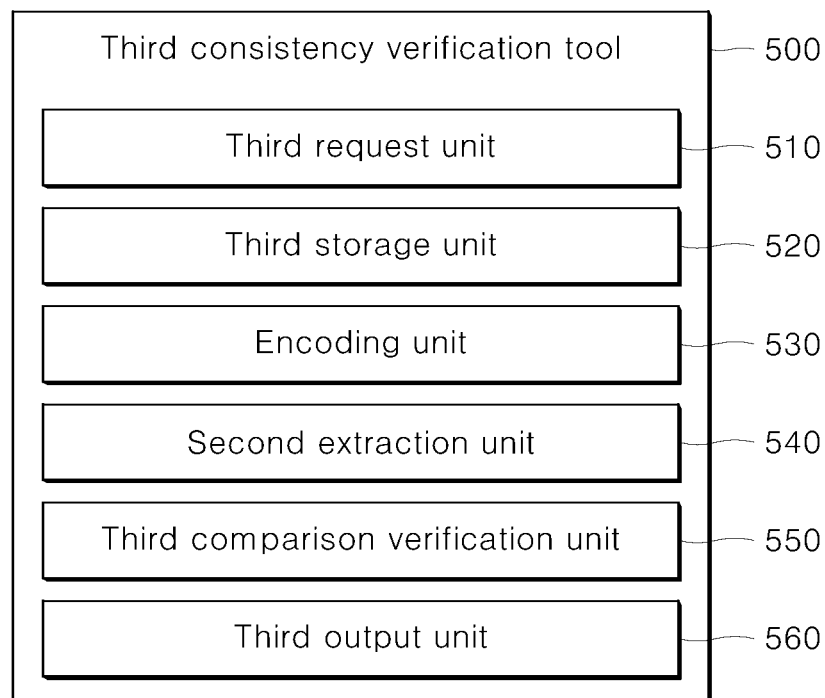 Third consistency verification tool 500
Third request unit 510
Third storage unit 520
Encoding unit 530
Second extraction unit 540
Third comparison verification unit 550
Third output unit 560